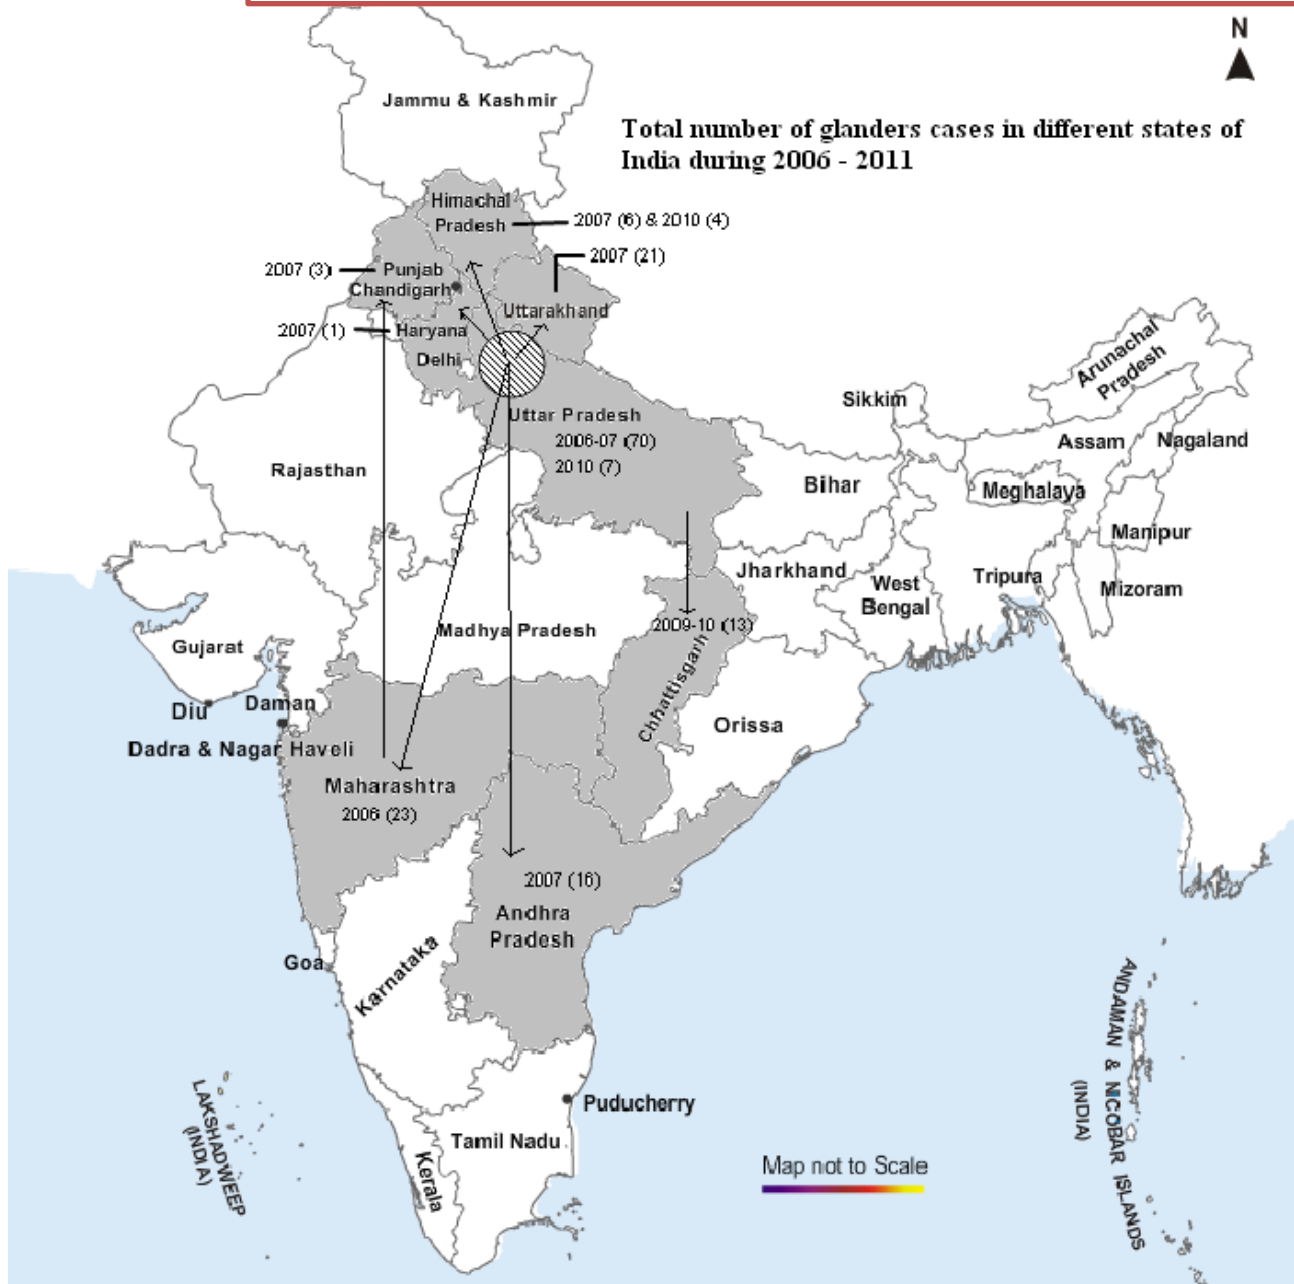 N
Jammu & Kashmir
Total number of glanders cases in different states of
India during 2006 - 2011
Himachal
Pradesh
2007 (6) & 2010 (4)
2007 (21)
2007 (3)
Punjab
Chandigarh
Uttarakhand
2007 (1)
Haryana
Delhi
Arunachal
Pradesh
Sikkim
Uttar Pradesh
2006-07 (70)
2010 (7)
Assam
Nagaland
Rajasthan
Bihar
Meghalaya
Manipur
Jharkhand
West
Bengal
Tripura
Mizoram
2009-10 (13)
Madhya Pradesh
Gujarat
Chhattisgarh
Diu
Daman
Orissa
Dadra & Nagar Haveli
Maharashtra
2006 (23)
2007 (16)
Andhra
Pradesh
Goa
Karnataka
ANDAMAN & NICOBAR ISLANDS
(INDIA)
LAKSHADWEEP
(INDIA)
Puducherry
Tamil Nadu
Kerala
Map not to Scale